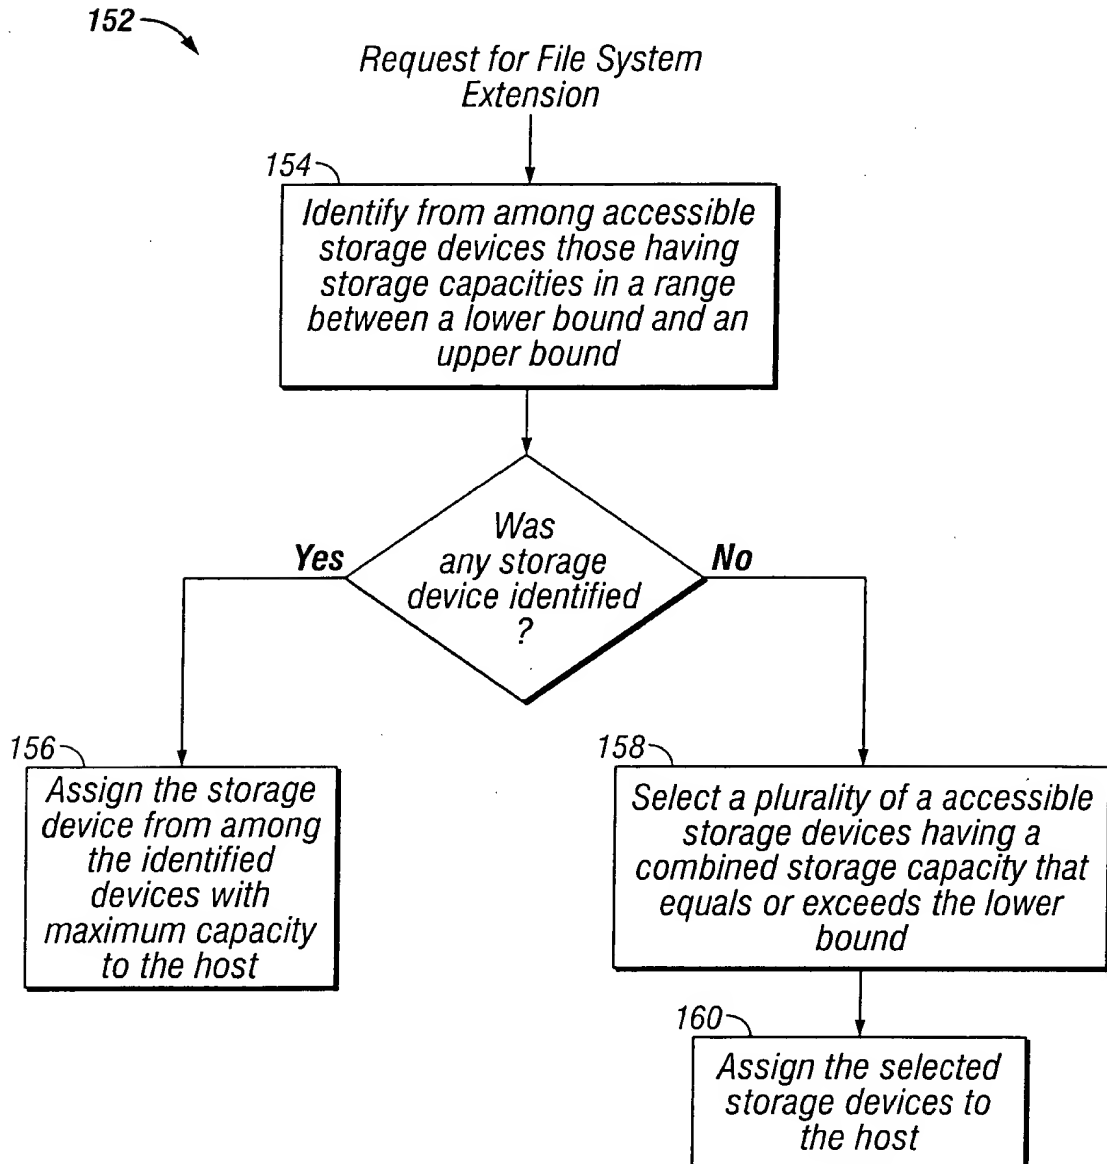 152
Request for File System
Extension
154
Identify from among accessible
storage devices those having
storage capacities in a range
between a lower bound and an
upper bound
Was
any storage
device identified
?
Yes
No
156
Assign the storage
device from among
the identified
devices with
maximum capacity
to the host
158
Select a plurality of a accessible
storage devices having a
combined storage capacity that
equals or exceeds the lower
bound
160
Assign the selected
storage devices to
the host